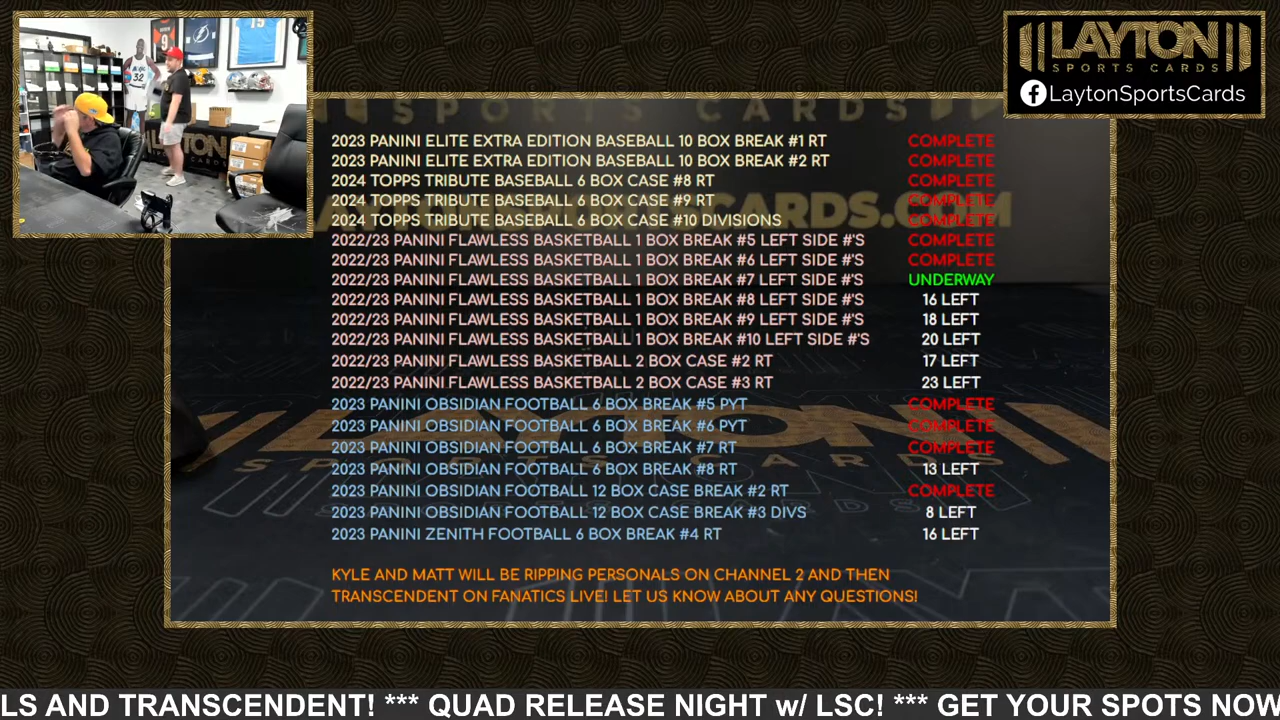 LAYTON
SPORTS CARDS
LaytonSportsCards
SPORTS CARDS
2023 PANINI ELITE EXTRA EDITION BASEBALL 10 BOX BREAK #1 RT COMPLETE
2023 PANINI ELITE EXTRA EDITION BASEBALL 10 BOX BREAK #2 RT COMPLETE
2024 TOPPS TRIBUTE BASEBALL 6 BOX CASE #8 RT COMPLETE
2024 TOPPS TRIBUTE BASEBALL 6 BOX CASE #9 RT COMPLETE
2024 TOPPS TRIBUTE BASEBALL 6 BOX CASE #10 DIVISIONS COMPLETE
2022/23 PANINI FLAWLESS BASKETBALL 1 BOX BREAK #5 LEFT SIDE #'S COMPLETE
2022/23 PANINI FLAWLESS BASKETBALL 1 BOX BREAK #6 LEFT SIDE #'S COMPLETE
2022/23 PANINI FLAWLESS BASKETBALL 1 BOX BREAK #7 LEFT SIDE #'S UNDERWAY
2022/23 PANINI FLAWLESS BASKETBALL 1 BOX BREAK #8 LEFT SIDE #'S 16 LEFT
2022/23 PANINI FLAWLESS BASKETBALL 1 BOX BREAK #9 LEFT SIDE #'S 18 LEFT
2022/23 PANINI FLAWLESS BASKETBALL 1 BOX BREAK #10 LEFT SIDE #'S 20 LEFT
2022/23 PANINI FLAWLESS BASKETBALL 2 BOX CASE #2 RT 17 LEFT
2022/23 PANINI FLAWLESS BASKETBALL 2 BOX CASE #3 RT 23 LEFT
2023 PANINI OBSIDIAN FOOTBALL 6 BOX BREAK #5 PYT COMPLETE
2023 PANINI OBSIDIAN FOOTBALL 6 BOX BREAK #6 PYT COMPLETE
2023 PANINI OBSIDIAN FOOTBALL 6 BOX BREAK #7 RT COMPLETE
2023 PANINI OBSIDIAN FOOTBALL 6 BOX BREAK #8 RT 13 LEFT
2023 PANINI OBSIDIAN FOOTBALL 12 BOX CASE BREAK #2 RT COMPLETE
2023 PANINI OBSIDIAN FOOTBALL 12 BOX CASE BREAK #3 DIVS 8 LEFT
2023 PANINI ZENITH FOOTBALL 6 BOX BREAK #4 RT 16 LEFT
KYLE AND MATT WILL BE RIPPING PERSONALS ON CHANNEL 2 AND THEN
TRANSCENDENT ON FANATICS LIVE! LET US KNOW ABOUT ANY QUESTIONS!
LS AND TRANSCENDENT! *** QUAD RELEASE NIGHT w/ LSC! *** GET YOUR SPOTS NOW